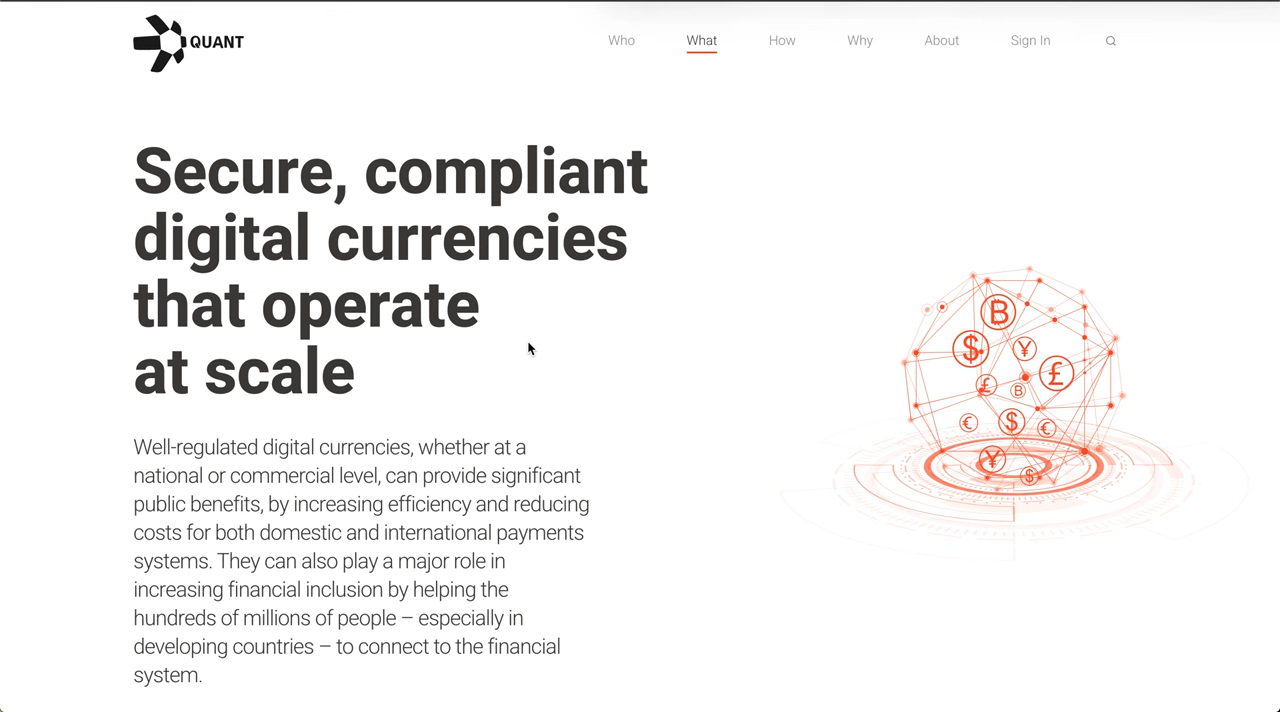 QUANT
Who
What
How
Why
About
Sign In
Secure, compliant
digital currencies
that operate
at scale
Well-regulated digital currencies, whether at a
national or commercial level, can provide significant
public benefits, by increasing efficiency and reducing
costs for both domestic and international payments
systems. They can also play a major role in
increasing financial inclusion by helping the
hundreds of millions of people – especially in
developing countries – to connect to the financial
system.
B
$
¥
£
£
B
€
$
€
¥
$